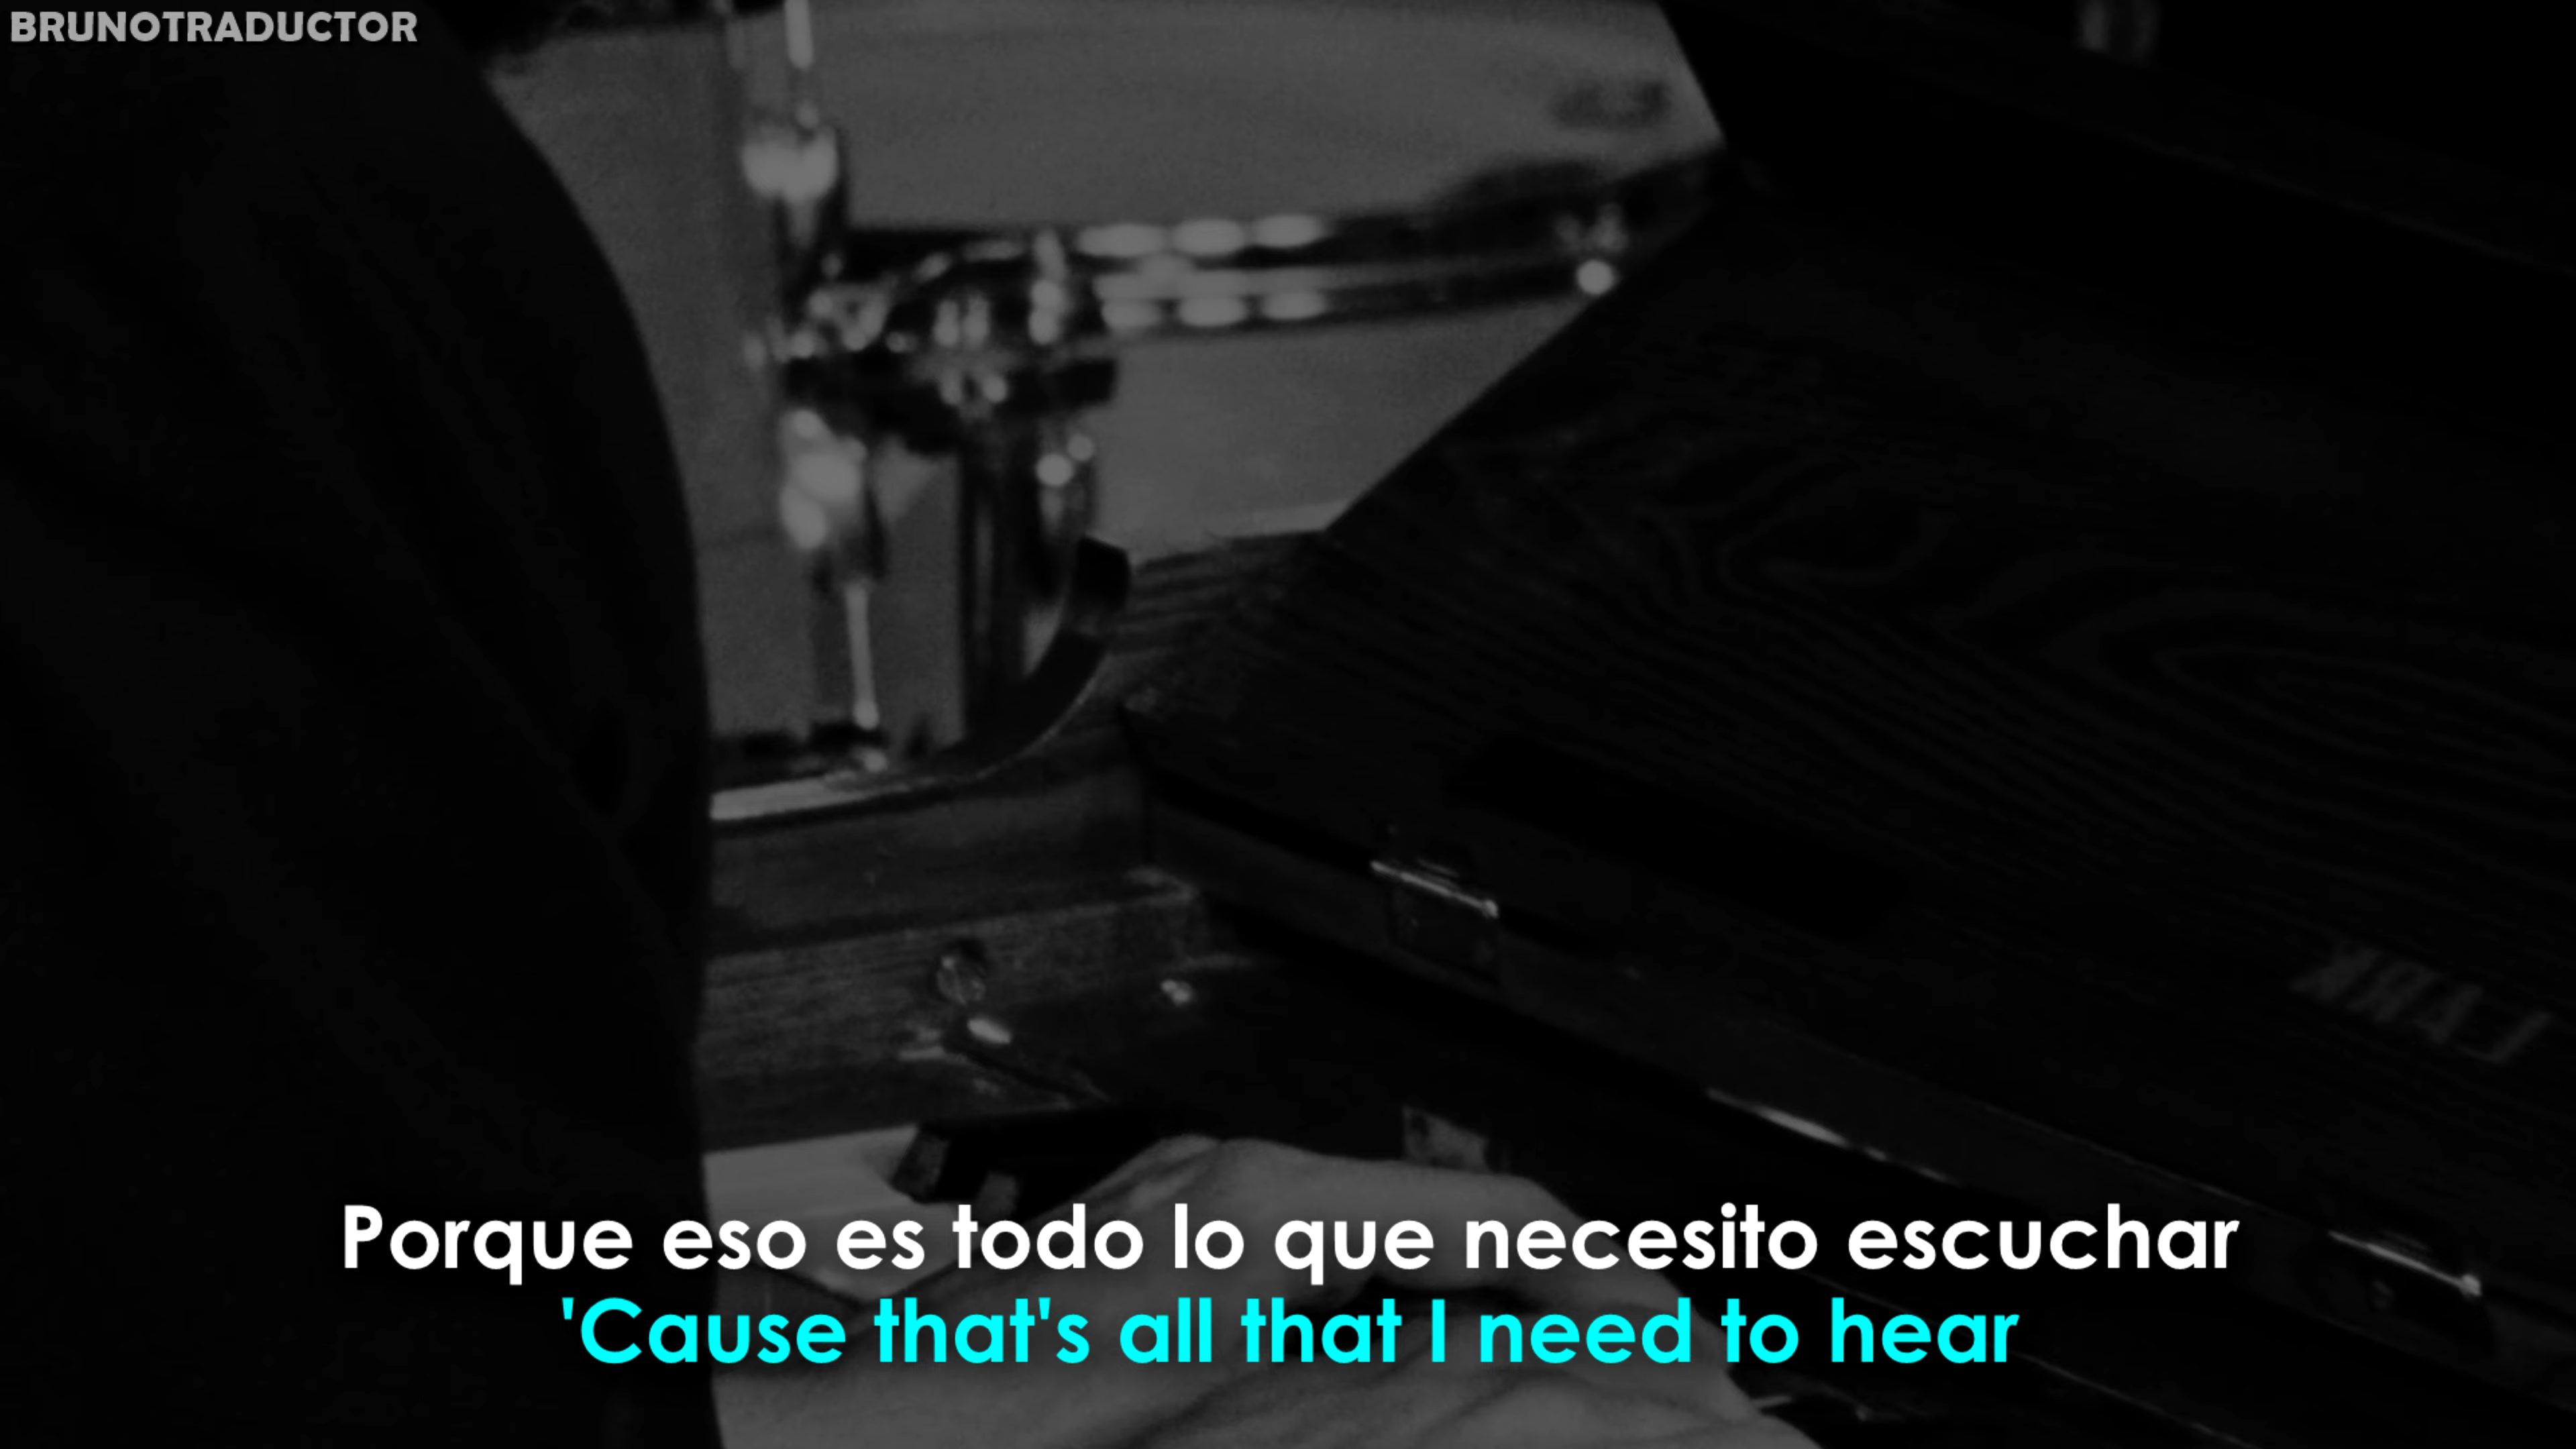 BRUNOTRADUCTOR
Porque eso es todo lo que necesito escuchar
'Cause that's all that I need to hear